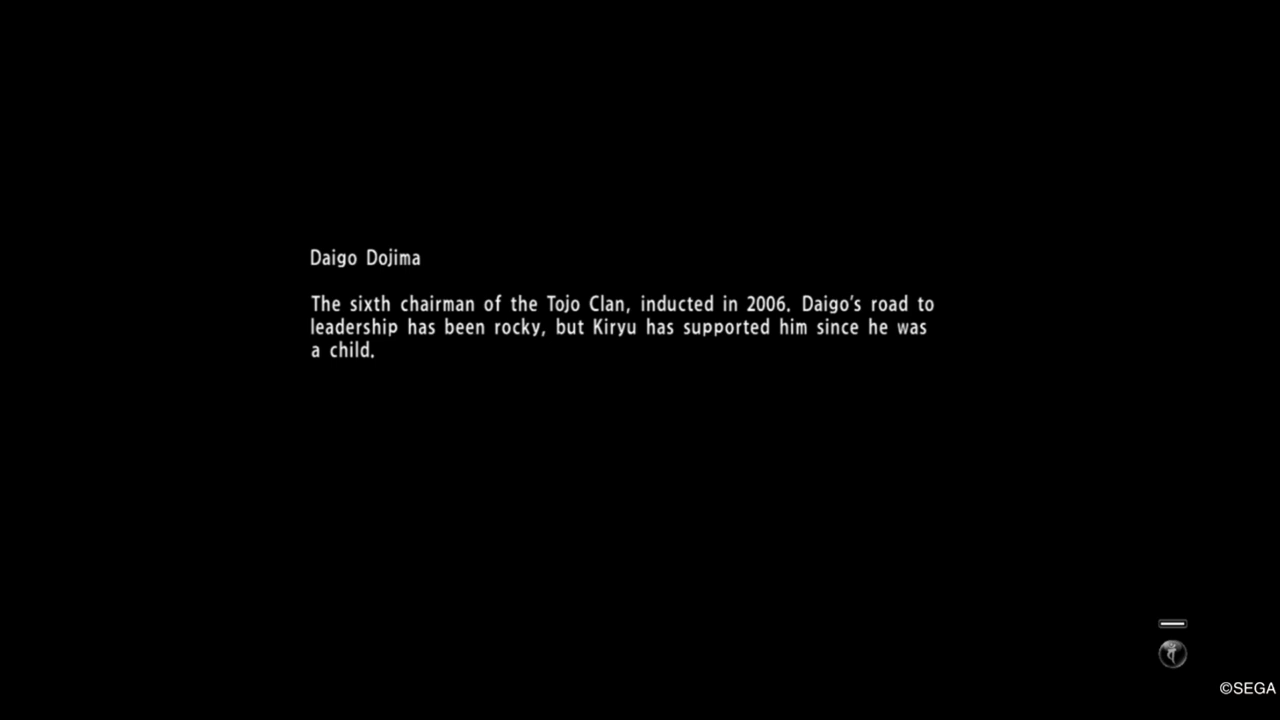 Daigo Dojima
The sixth chairman of the Tojo Clan, inducted in 2006. Daigo's road to
leadership has been rocky, but Kiryu has supported him since he was
a child.
©SEGA